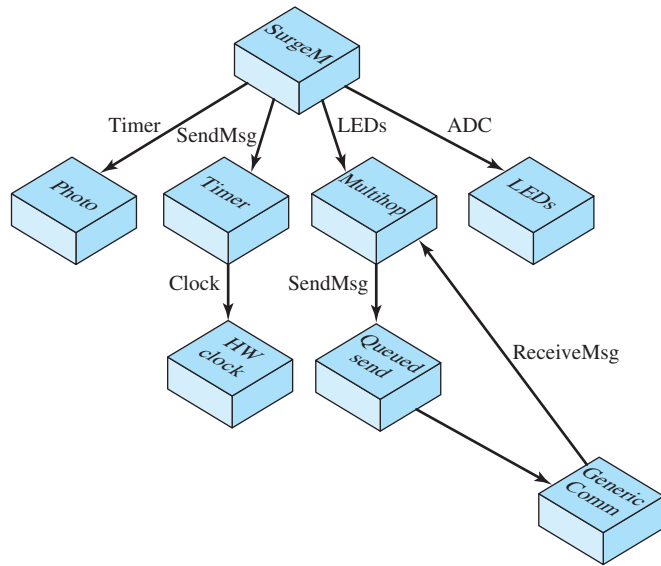 SurgeM
Timer
SendMsg
LEDs
ADC
Photo
Timer
Multihop
LEDs
Clock
SendMsg
HW
clock
Queued
send
ReceiveMsg
Generic
Comm